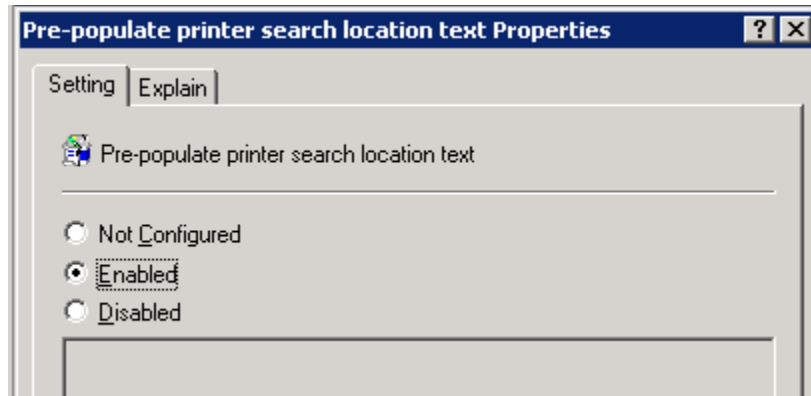 Pre-populate printer search location text Properties ? X
Setting Explain
Pre-populate printer search location text
Not Configured
Enabled
Disabled